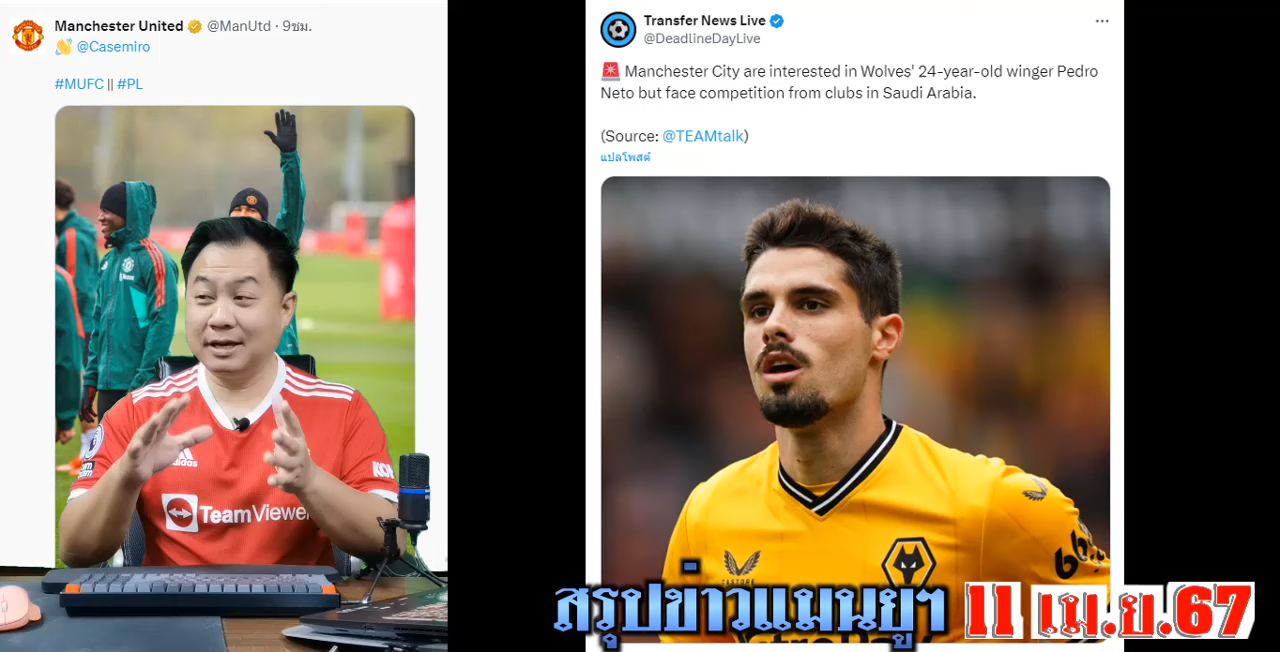 Manchester United @ManUtd · 9ชม.
👋 @Casemiro
#MUFC || #PL
TeamViewer
adidas
KOH
Transfer News Live
@DeadlineDayLive
🚨 Manchester City are interested in Wolves' 24-year-old winger Pedro
Neto but face competition from clubs in Saudi Arabia.
(Source: @TEAMtalk)
แปลโพสต์
CASTORE
สรุปข่าวแมนยูฯ 11 เม.ย.67